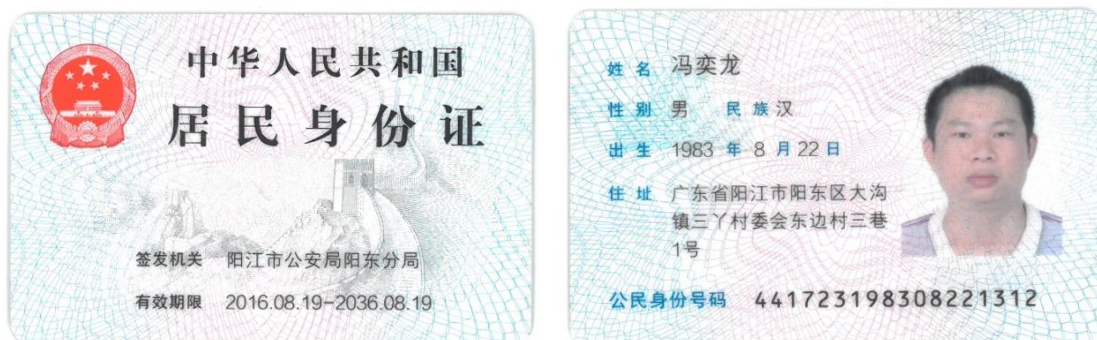 中华人民共和国
居民身份证
签发机关 阳江市公安局阳东分局
有效期限 2016.08.19-2036.08.19
姓名 冯奕龙
性别 男 民族 汉
出生 1983 年 8 月 22 日
住址 广东省阳江市阳东区大沟
镇三丫村委会东边村三巷
1号
公民身份号码 441723198308221312